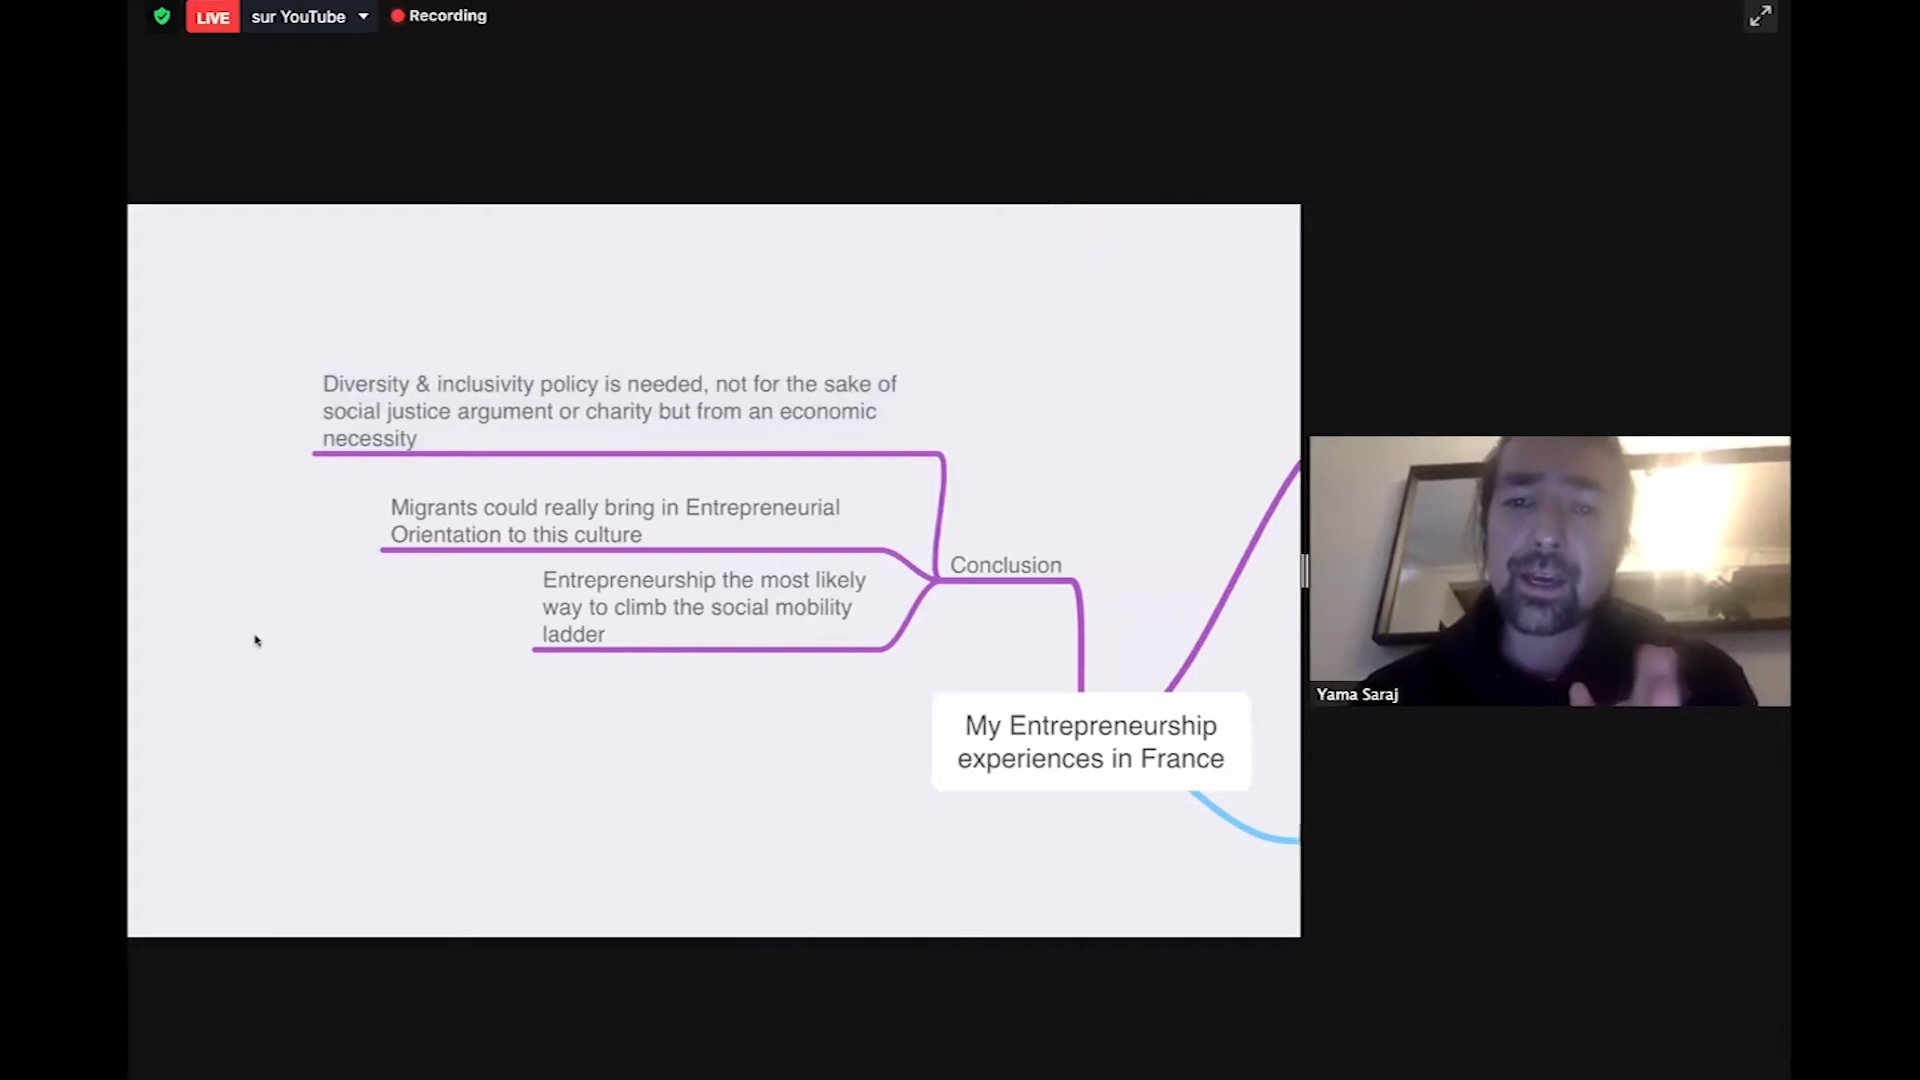 LIVE sur YouTube Recording
Diversity & inclusivity policy is needed, not for the sake of
social justice argument or charity but from an economic
necessity
Migrants could really bring in Entrepreneurial
Orientation to this culture
Entrepreneurship the most likely
way to climb the social mobility
ladder
Conclusion
My Entrepreneurship
experiences in France
Yama Saraj